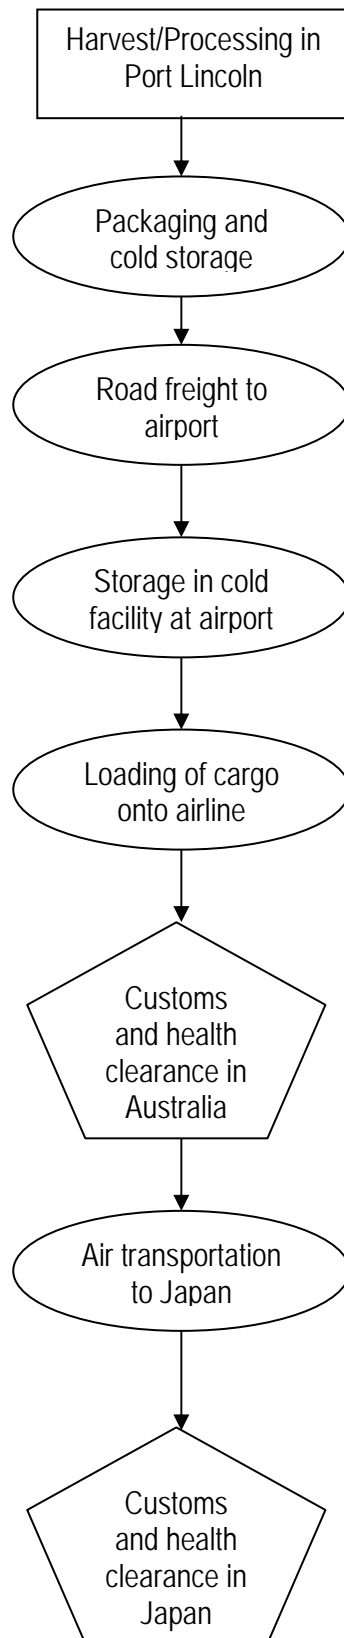 Harvest/Processing in
Port Lincoln
Packaging and
cold storage
Road freight to
airport
Storage in cold
facility at airport
Loading of cargo
onto airline
Customs
and health
clearance in
Australia
Air transportation
to Japan
Customs
and health
clearance in
Japan